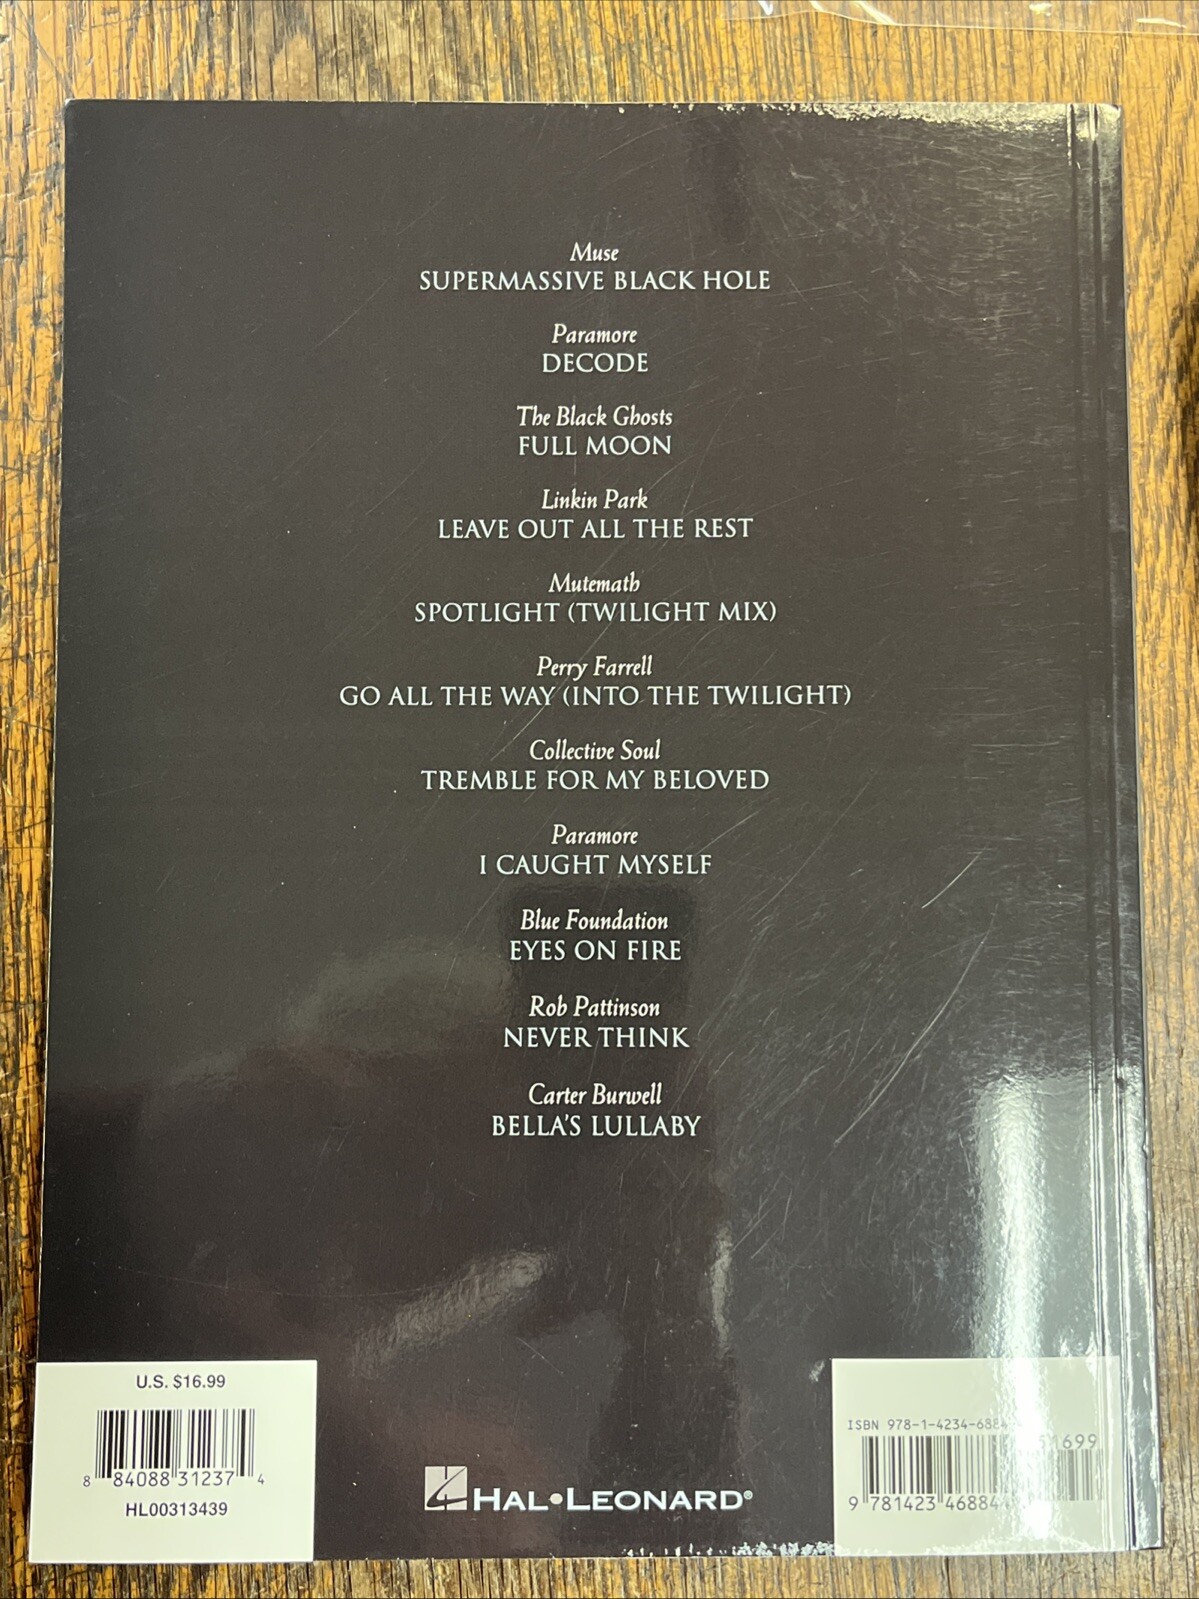 Muse
SUPERMASSIVE BLACK HOLE
Paramore
DECODE
The Black Ghosts
FULL MOON
Linkin Park
LEAVE OUT ALL THE REST
Mutemath
SPOTLIGHT (TWILIGHT MIX)
Perry Farrell
GO ALL THE WAY (INTO THE TWILIGHT)
Collective Soul
TREMBLE FOR MY BELOVED
Paramore
I CAUGHT MYSELF
Blue Foundation
EYES ON FIRE
Rob Pattinson
NEVER THINK
Carter Burwell
BELLA'S LULLABY
U.S. $16.99
8 84088 31237 4
HL00313439
HAL•LEONARD®
ISBN 978-1-4234-688
51699
9 781423 46884